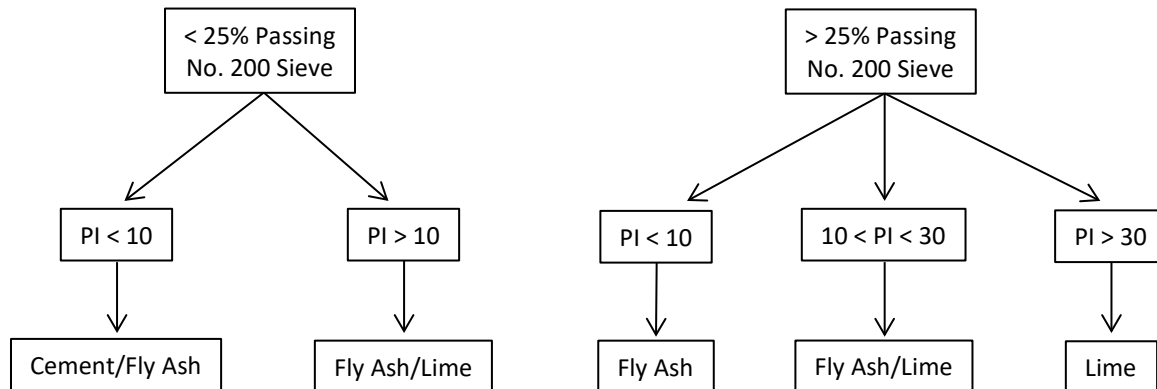 < 25% Passing
No. 200 Sieve
> 25% Passing
No. 200 Sieve
PI < 10
PI > 10
PI < 10
10 < PI < 30
PI > 30
Cement/Fly Ash
Fly Ash/Lime
Fly Ash
Fly Ash/Lime
Lime